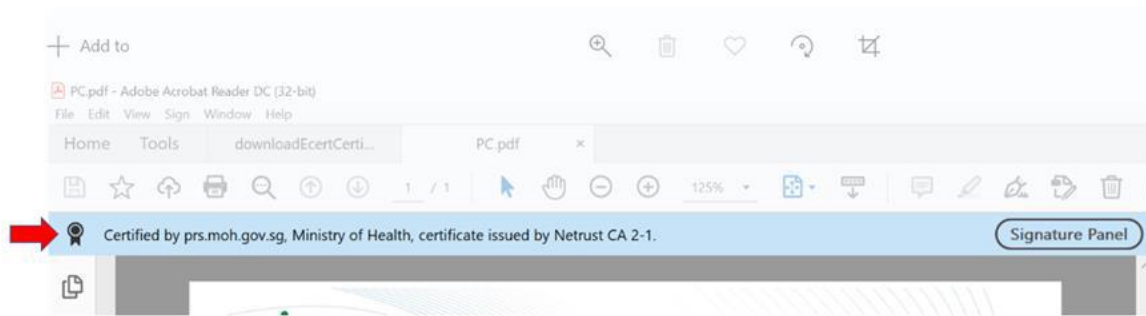 Add to
PC.pdf - Adobe Acrobat Reader DC (32-bit)
File Edit View Sign Window Help
Home Tools downloadEcertCerti... PC.pdf ×
1 / 1 125%
Certified by prs.moh.gov.sg, Ministry of Health, certificate issued by Netrust CA 2-1. Signature Panel